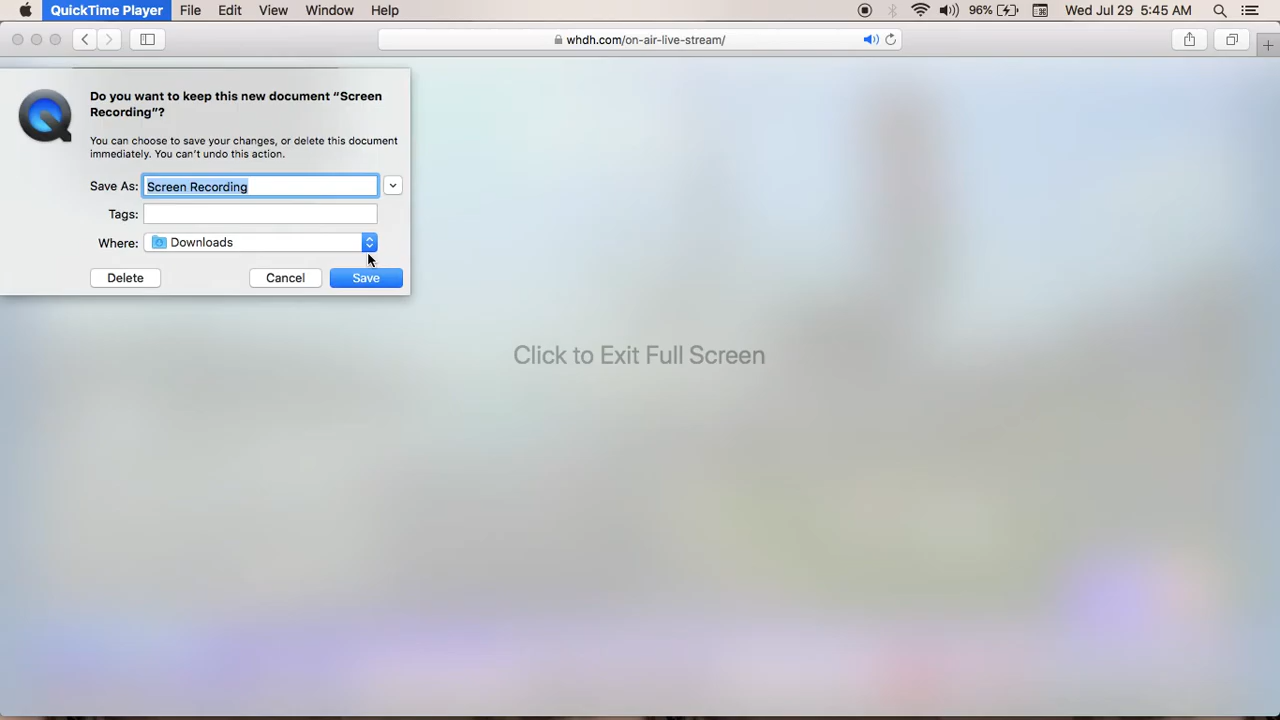 QuickTime Player File Edit View Window Help 96% Wed Jul 29 5:45 AM
whdh.com/on-air-live-stream/
Do you want to keep this new document “Screen
Recording”?
You can choose to save your changes, or delete this document
immediately. You can’t undo this action.
Save As: Screen Recording
Tags:
Where: Downloads
Delete Cancel Save
Click to Exit Full Screen